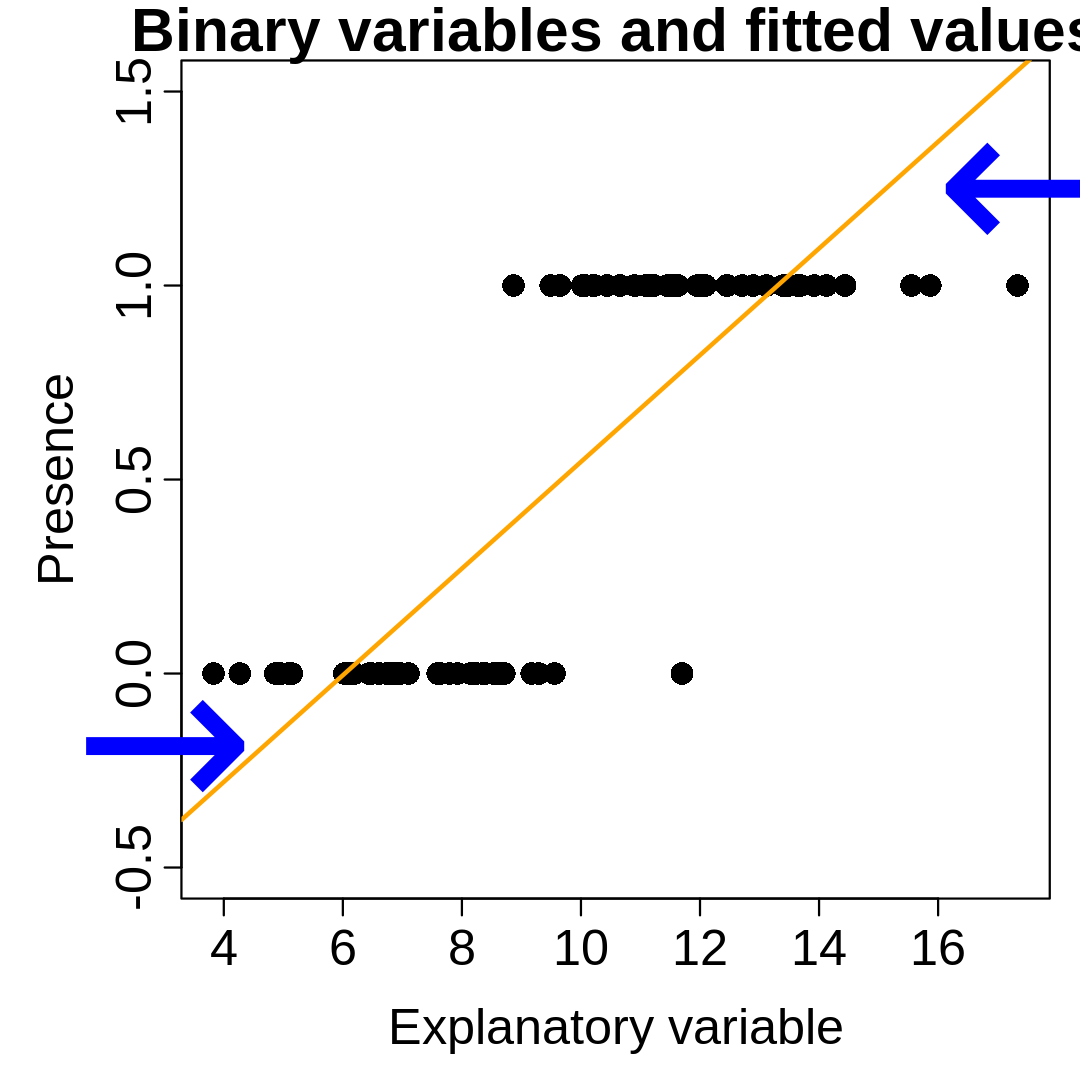 Binary variables and fitted values
1.5
1.0
0.5
0.0
-0.5
Presence
4 6 8 10 12 14 16
Explanatory variable